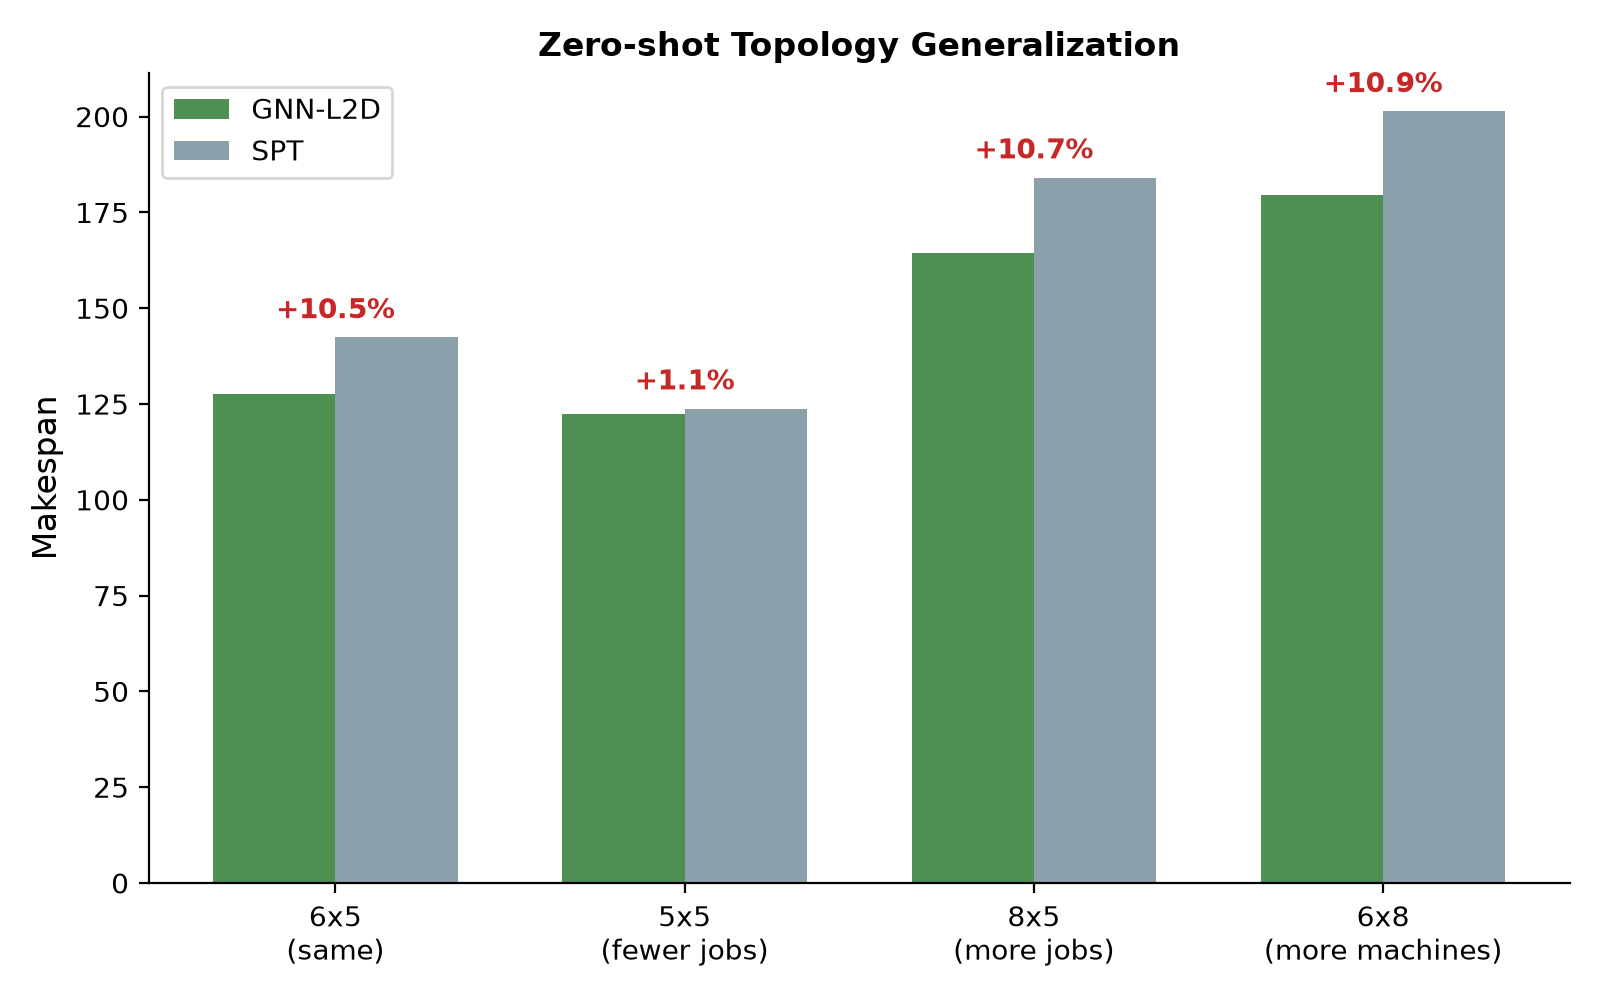 Zero-shot Topology Generalization
GNN-L2D
SPT
Makespan
200
175
150
125
100
75
50
25
0
+10.5%
+1.1%
+10.7%
+10.9%
6x5
(same)
5x5
(fewer jobs)
8x5
(more jobs)
6x8
(more machines)